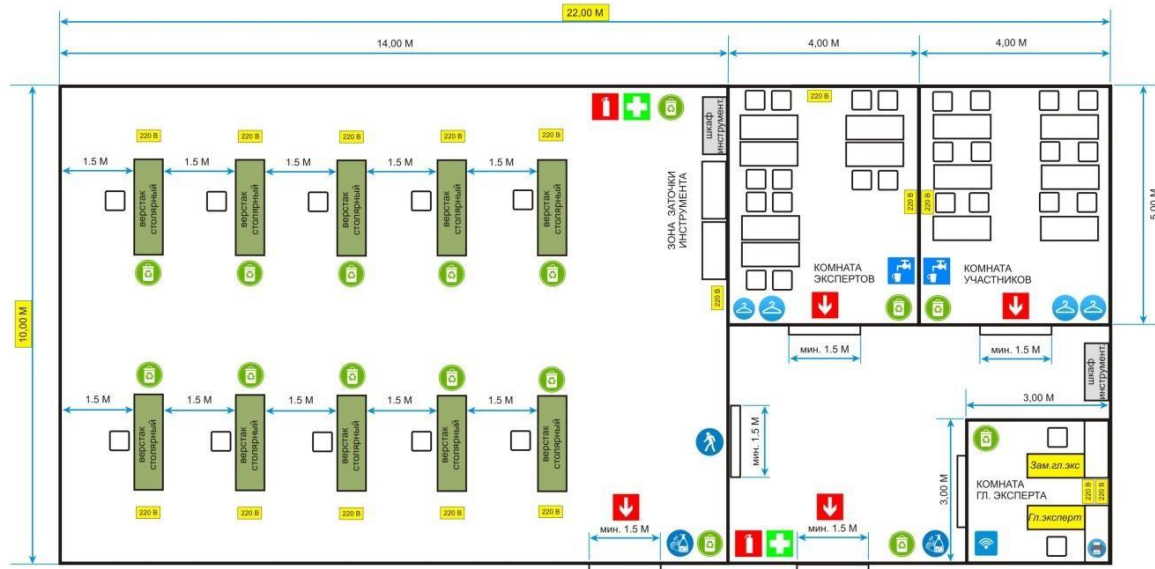 22,00 М
14,00 М
4,00 М
4,00 М
10,00 М
5,00 М
220 В
220 В
220 В
220 В
220 В
1.5 М
1.5 М
1.5 М
1.5 М
1.5 М
верстак
столярный
верстак
столярный
верстак
столярный
верстак
столярный
верстак
столярный
шкаф
инструмент.
ЗОНА ЗАТОЧКИ
ИНСТРУМЕНТА
220 В
220 В
220 В
220 В
КОМНАТА
ЭКСПЕРТОВ
КОМНАТА
УЧАСТНИКОВ
мин. 1.5 М
мин. 1.5 М
шкаф
инструмент.
1.5 М
1.5 М
1.5 М
1.5 М
1.5 М
верстак
столярный
верстак
столярный
верстак
столярный
верстак
столярный
верстак
столярный
220 В
220 В
220 В
220 В
220 В
мин. 1.5 М
мин. 1.5 М
мин. 1.5 М
3,00 М
3,00 М
Зам.гл.экс
КОМНАТА
ГЛ. ЭКСПЕРТА
220 В
220 В
Гл.эксперт